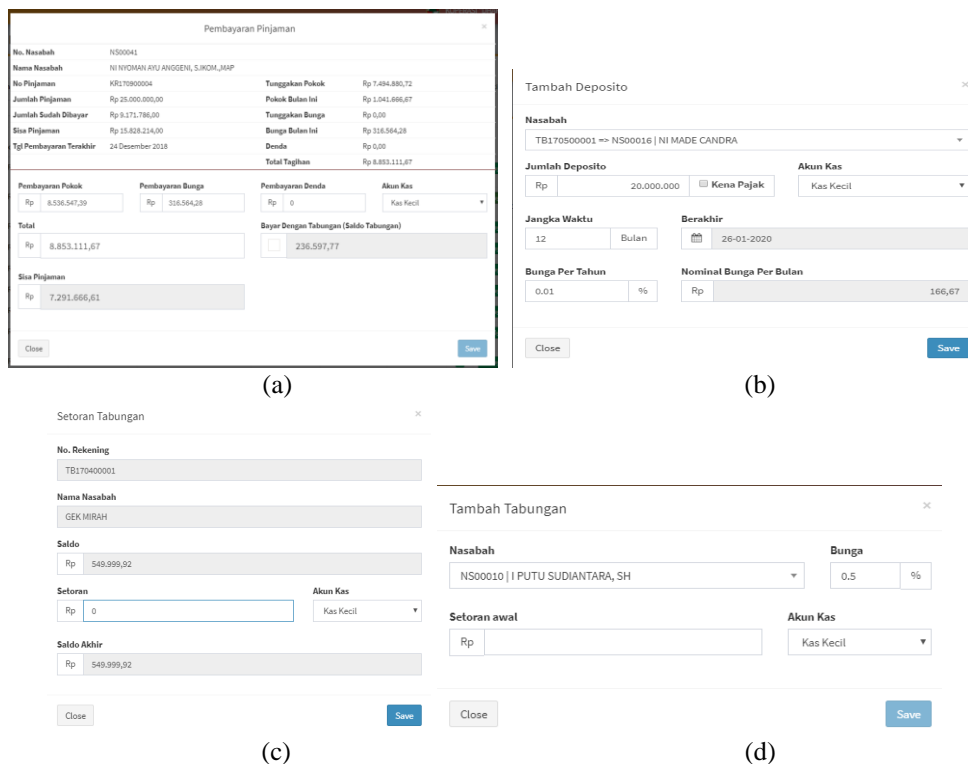 Pembayaran Pinjaman ×
No. Nasabah NS00041
Nama Nasabah NI NYOMAN AYU ANGGENI, S.IKOM.,MAP
No Pinjaman KR170900004 Tunggakan Pokok Rp 7.494.880,72
Jumlah Pinjaman Rp 25.000.000,00 Pokok Bulan Ini Rp 1.041.666,67
Jumlah Sudah Dibayar Rp 9.171.786,00 Tunggakan Bunga Rp 0,00
Sisa Pinjaman Rp 15.828.214,00 Bunga Bulan Ini Rp 316.564,28
Tgl Pembayaran Terakhir 24 Desember 2018 Denda Rp 0,00
Total Tagihan Rp 8.853.111,67
Pembayaran Pokok Pembayaran Bunga Pembayaran Denda Akun Kas
Rp 8.536.547,39 Rp 316.564,28 Rp 0 Kas Kecil
Total Bayar Dengan Tabungan (Saldo Tabungan)
Rp 8.853.111,67 236.597,77
Sisa Pinjaman
Rp 7.291.666,61
Close Save
(a)
Tambah Deposito ×
Nasabah
TB170500001 => NS00016 | NI MADE CANDRA
Jumlah Deposito Akun Kas
Rp 20.000.000 Kena Pajak Kas Kecil
Jangka Waktu Berakhir
12 Bulan 26-01-2020
Bunga Per Tahun Nominal Bunga Per Bulan
0.01 % Rp 166,67
Close Save
(b)
Setoran Tabungan ×
No. Rekening
TB170400001
Nama Nasabah
GEK MIRAH
Saldo
Rp 549.999,92
Setoran Akun Kas
Rp 0 Kas Kecil
Saldo Akhir
Rp 549.999,92
Close Save
(c)
Tambah Tabungan ×
Nasabah Bunga
NS00010 | I PUTU SUDIANTARA, SH 0.5 %
Setoran awal Akun Kas
Rp Kas Kecil
Close Save
(d)